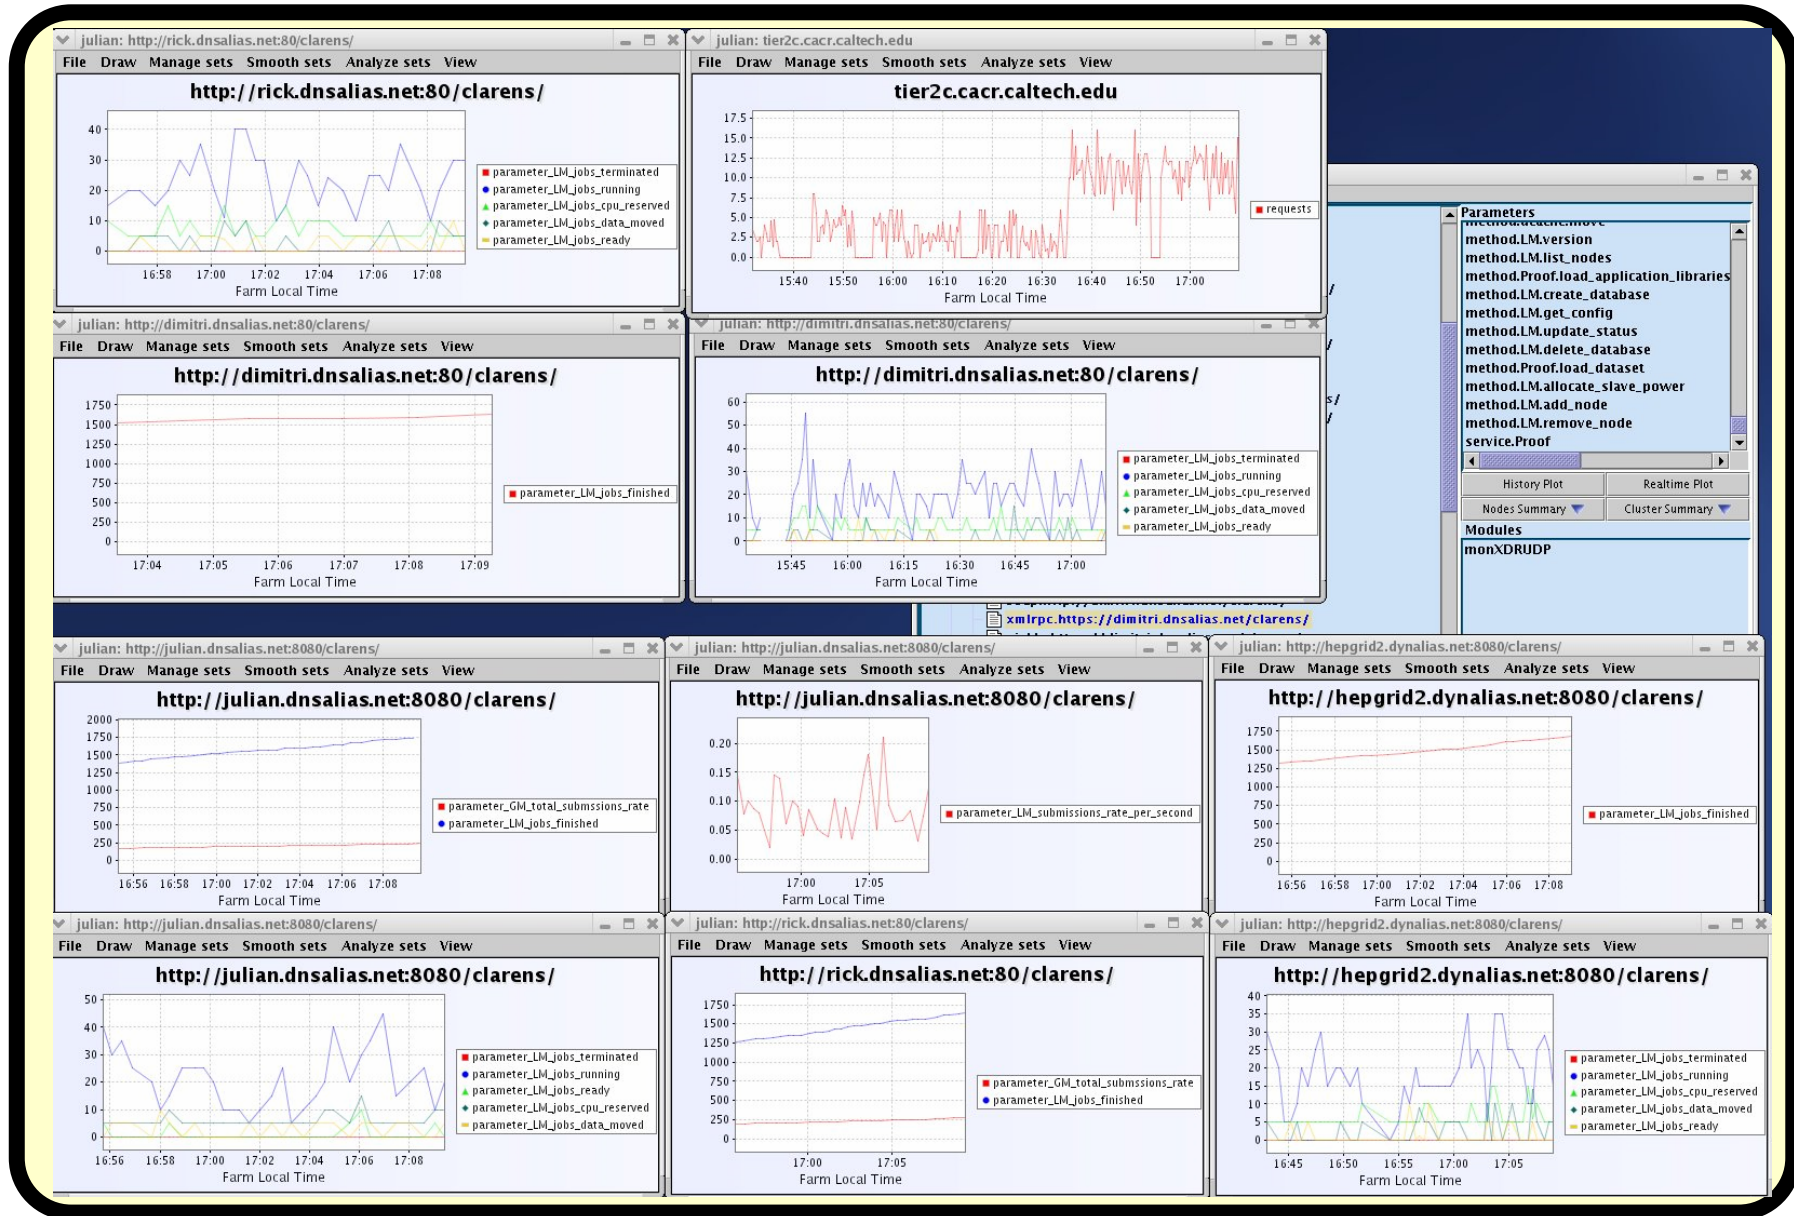 julian: http://rick.dnsalias.net:80/clarens/
File Draw Manage sets Smooth sets Analyze sets View
http://rick.dnsalias.net:80/clarens/
40
30
20
10
0
16:58 17:00 17:02 17:04 17:06 17:08
Farm Local Time
parameter_LM_jobs_terminated
parameter_LM_jobs_running
parameter_LM_jobs_cpu_reserved
parameter_LM_jobs_data_moved
parameter_LM_jobs_ready
julian: tier2c.cacr.caltech.edu
File Draw Manage sets Smooth sets Analyze sets View
tier2c.cacr.caltech.edu
17.5
15.0
12.5
10.0
7.5
5.0
2.5
0.0
15:40 15:50 16:00 16:10 16:20 16:30 16:40 16:50 17:00
Farm Local Time
requests
Parameters
method.LM.version
method.LM.list_nodes
method.Proof.load_application_libraries
method.LM.create_database
method.LM.get_config
method.LM.update_status
method.LM.delete_database
method.Proof.load_dataset
method.LM.allocate_slave_power
method.LM.add_node
method.LM.remove_node
service.Proof
History Plot Realtime Plot
Nodes Summary Cluster Summary
Modules
monXDRUDP
julian: http://dimitri.dnsalias.net:80/clarens/
File Draw Manage sets Smooth sets Analyze sets View
http://dimitri.dnsalias.net:80/clarens/
1750
1500
1250
1000
750
500
250
0
17:04 17:05 17:06 17:07 17:08 17:09
Farm Local Time
parameter_LM_jobs_finished
julian: http://dimitri.dnsalias.net:80/clarens/
File Draw Manage sets Smooth sets Analyze sets View
http://dimitri.dnsalias.net:80/clarens/
60
50
40
30
20
10
0
15:45 16:00 16:15 16:30 16:45 17:00
Farm Local Time
parameter_LM_jobs_terminated
parameter_LM_jobs_running
parameter_LM_jobs_cpu_reserved
parameter_LM_jobs_data_moved
parameter_LM_jobs_ready
xmlrpc.https://dimitri.dnsalias.net/clarens/
julian: http://julian.dnsalias.net:8080/clarens/
File Draw Manage sets Smooth sets Analyze sets View
http://julian.dnsalias.net:8080/clarens/
2000
1750
1500
1250
1000
750
500
250
0
16:56 16:58 17:00 17:02 17:04 17:06 17:08
Farm Local Time
parameter_GM_total_submssions_rate
parameter_LM_jobs_finished
julian: http://julian.dnsalias.net:8080/clarens/
File Draw Manage sets Smooth sets Analyze sets View
http://julian.dnsalias.net:8080/clarens/
0.20
0.15
0.10
0.05
0.00
17:00 17:05
Farm Local Time
parameter_LM_submissions_rate_per_second
julian: http://hepgrid2.dynalias.net:8080/clarens/
File Draw Manage sets Smooth sets Analyze sets View
http://hepgrid2.dynalias.net:8080/clarens/
1750
1500
1250
1000
750
500
250
0
16:56 16:58 17:00 17:02 17:04 17:06 17:08
Farm Local Time
parameter_LM_jobs_finished
julian: http://julian.dnsalias.net:8080/clarens/
File Draw Manage sets Smooth sets Analyze sets View
http://julian.dnsalias.net:8080/clarens/
50
40
30
20
10
0
16:56 16:58 17:00 17:02 17:04 17:06 17:08
Farm Local Time
parameter_LM_jobs_terminated
parameter_LM_jobs_running
parameter_LM_jobs_ready
parameter_LM_jobs_cpu_reserved
parameter_LM_jobs_data_moved
julian: http://rick.dnsalias.net:80/clarens/
File Draw Manage sets Smooth sets Analyze sets View
http://rick.dnsalias.net:80/clarens/
1750
1500
1250
1000
750
500
250
0
17:00 17:05
Farm Local Time
parameter_GM_total_submssions_rate
parameter_LM_jobs_finished
julian: http://hepgrid2.dynalias.net:8080/clarens/
File Draw Manage sets Smooth sets Analyze sets View
http://hepgrid2.dynalias.net:8080/clarens/
40
35
30
25
20
15
10
5
0
16:45 16:50 16:55 17:00 17:05
Farm Local Time
parameter_LM_jobs_terminated
parameter_LM_jobs_running
parameter_LM_jobs_cpu_reserved
parameter_LM_jobs_data_moved
parameter_LM_jobs_ready